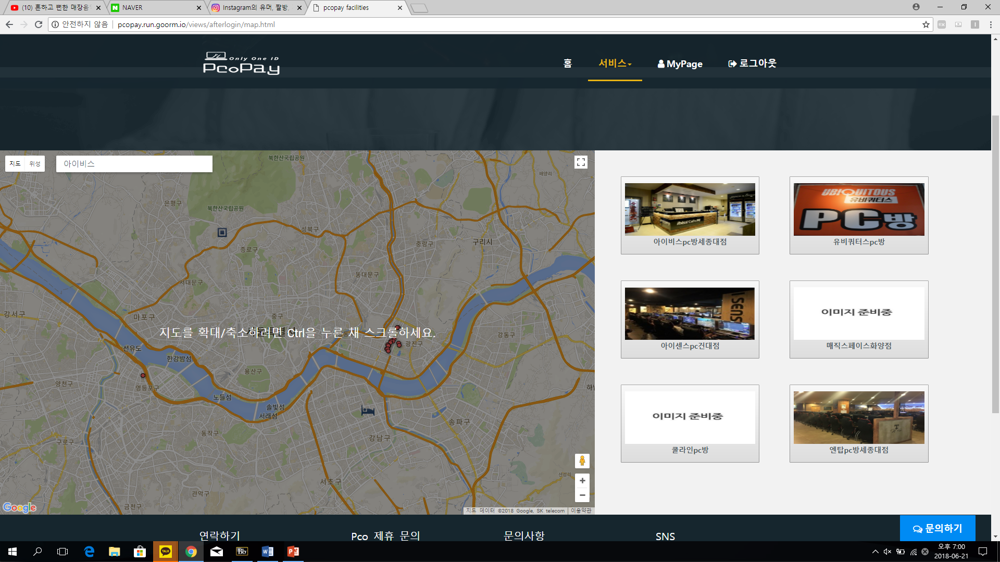 (10) 흔하고 뻔한 매장음악
NAVER
Instagram의 유머, 짤방,
pcopay facilities
안전하지 않음
pcopay.run.goorm.io/views/afterlogin/map.html
Only One ID
PcoPay
홈
서비스
MyPage
로그아웃
지도
위성
아이비스
북한산국립공원
배양리
은평구
북한산국립공원
성북구
중랑구
구리시
종로구
동대문구
서대문구
강서구
마포구
중구
지도를 확대/축소하려면 Ctrl을 누른 채 스크롤하세요.
강동구
광진구
선유도
한강밤섬
용산구
양천구
영등포구
노들섬
솔빛섬
서래섬
송파구
동작구
강남구
구로구
산성리
서초구
관악구
금천구
Google
지도 데이터 ©2018 Google, SK telecom
이용약관
ibiss Cafe PC
아이비스pc방세종대점
UBIQUITOUS
유비쿼터스
PC방
유비쿼터스pc방
I SENS
아이센스pc건대점
이미지 준비중
매직스페이스화양점
이미지 준비중
쿨라인pc방
엔탑pc방세종대점
연락하기
Pco 제휴 문의
문의사항
SNS
문의하기
TALK
Bb
오후 7:00
2018-06-21